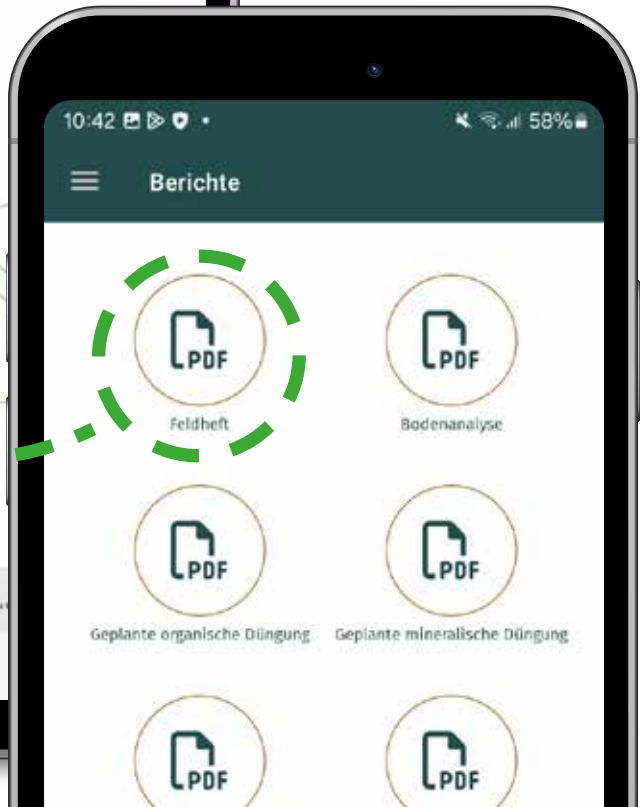 10:42
58%
Berichte
PDF PDF
Feldheft Bodenanalyse
PDF PDF
Geplante organische Düngung Geplante mineralische Düngung
PDF PDF